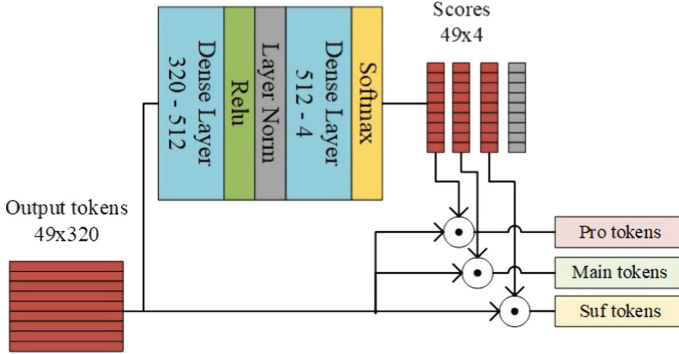 Scores
49x4
Dense Layer
320 - 512
Relu
Layer Norm
Dense Layer
512 - 4
Softmax
Output tokens
49x320
Pro tokens
Main tokens
Suf tokens